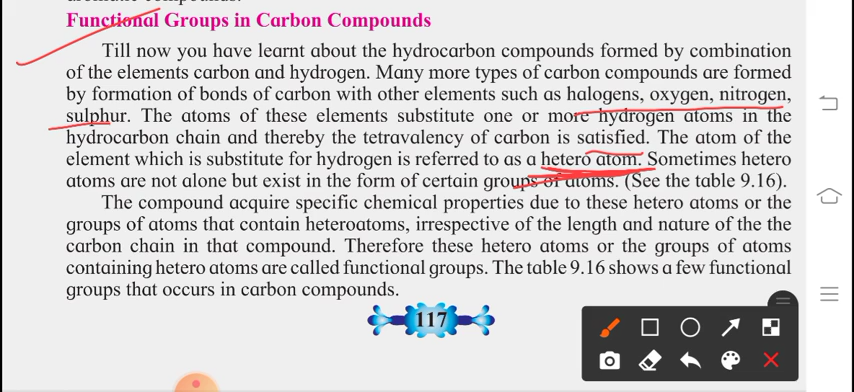 Functional Groups in Carbon Compounds
Till now you have learnt about the hydrocarbon compounds formed by combination
of the elements carbon and hydrogen. Many more types of carbon compounds are formed
by formation of bonds of carbon with other elements such as halogens, oxygen, nitrogen,
sulphur. The atoms of these elements substitute one or more hydrogen atoms in the
hydrocarbon chain and thereby the tetravalency of carbon is satisfied. The atom of the
element which is substitute for hydrogen is referred to as a hetero atom. Sometimes hetero
atoms are not alone but exist in the form of certain groups of atoms. (See the table 9.16).
The compound acquire specific chemical properties due to these hetero atoms or the
groups of atoms that contain heteroatoms, irrespective of the length and nature of the the
carbon chain in that compound. Therefore these hetero atoms or the groups of atoms
containing hetero atoms are called functional groups. The table 9.16 shows a few functional
groups that occurs in carbon compounds.
117